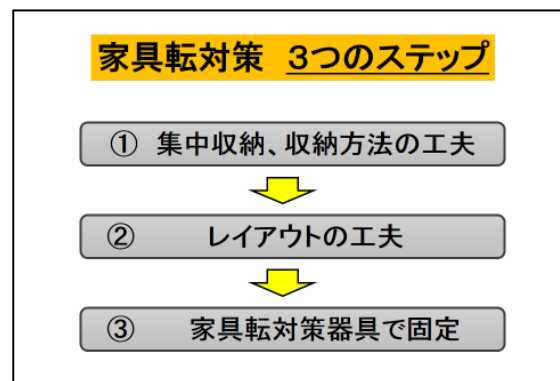 家具転対策 3つのステップ
① 集中収納、収納方法の工夫
② レイアウトの工夫
③ 家具転対策器具で固定